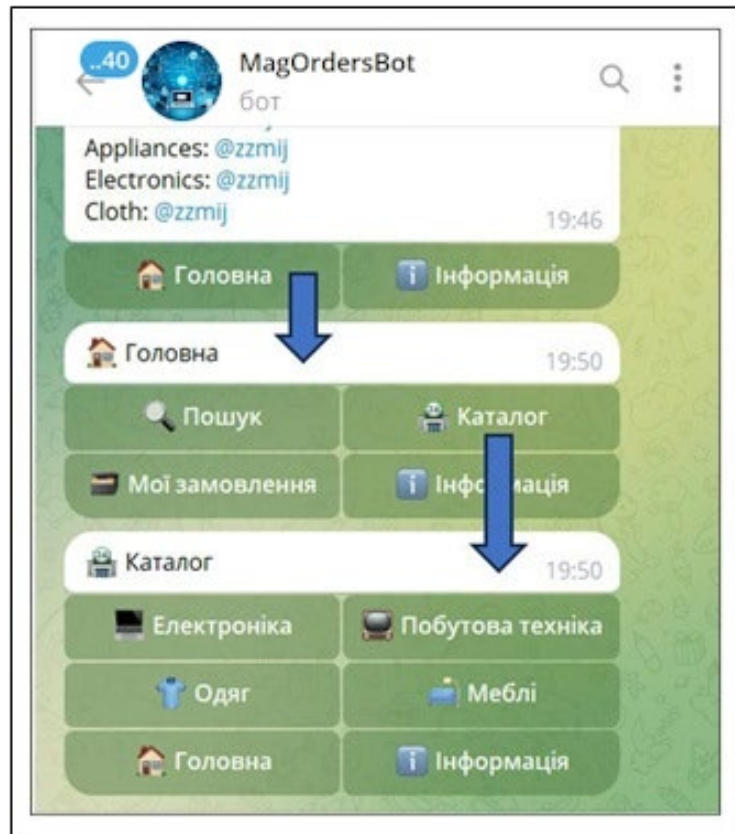 ..40
MagOrdersBot
бот
Appliances: @zzmij
Electronics: @zzmij
Cloth: @zzmij
19:46
Головна Інформація
Головна 19:50
Пошук Каталог
Мої замовлення
Каталог 19:50
Електроніка Побутова техніка
Одяг Меблі
Головна Інформація